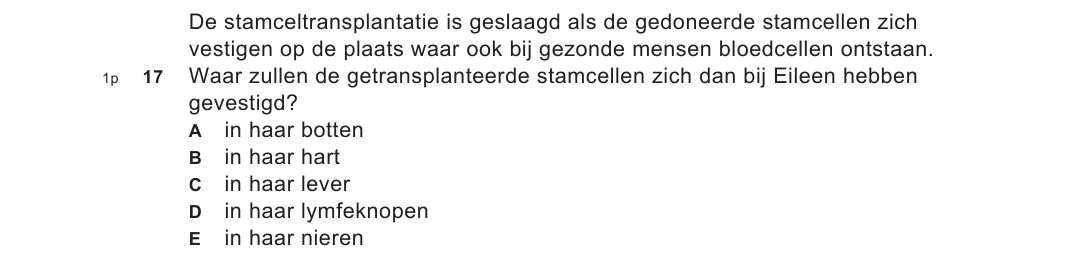 De stamceltransplantatie is geslaagd als de gedoneerde stamcellen zich
vestigen op de plaats waar ook bij gezonde mensen bloedcellen ontstaan.
1p 17 Waar zullen de getransplanteerde stamcellen zich dan bij Eileen hebben
gevestigd?
A in haar botten
B in haar hart
C in haar lever
D in haar lymfeknopen
E in haar nieren